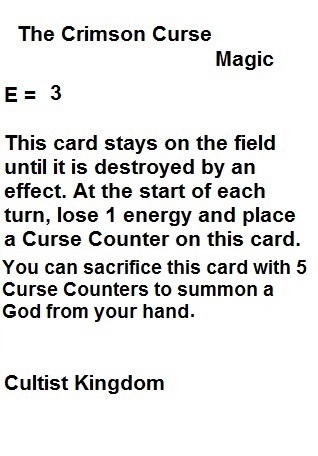 The Crimson Curse
Magic
E = 3
This card stays on the field
until it is destroyed by an
effect. At the start of each
turn, lose 1 energy and place
a Curse Counter on this card.
You can sacrifice this card with 5
Curse Counters to summon a
God from your hand.
Cultist Kingdom